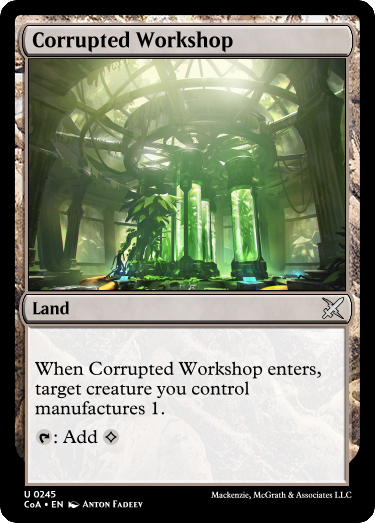 Corrupted Workshop
Land
When Corrupted Workshop enters,
target creature you control
manufactures 1.
: Add
U 0245
CoA • EN Anton Fadeev
Mackenzie, McGrath & Associates LLC